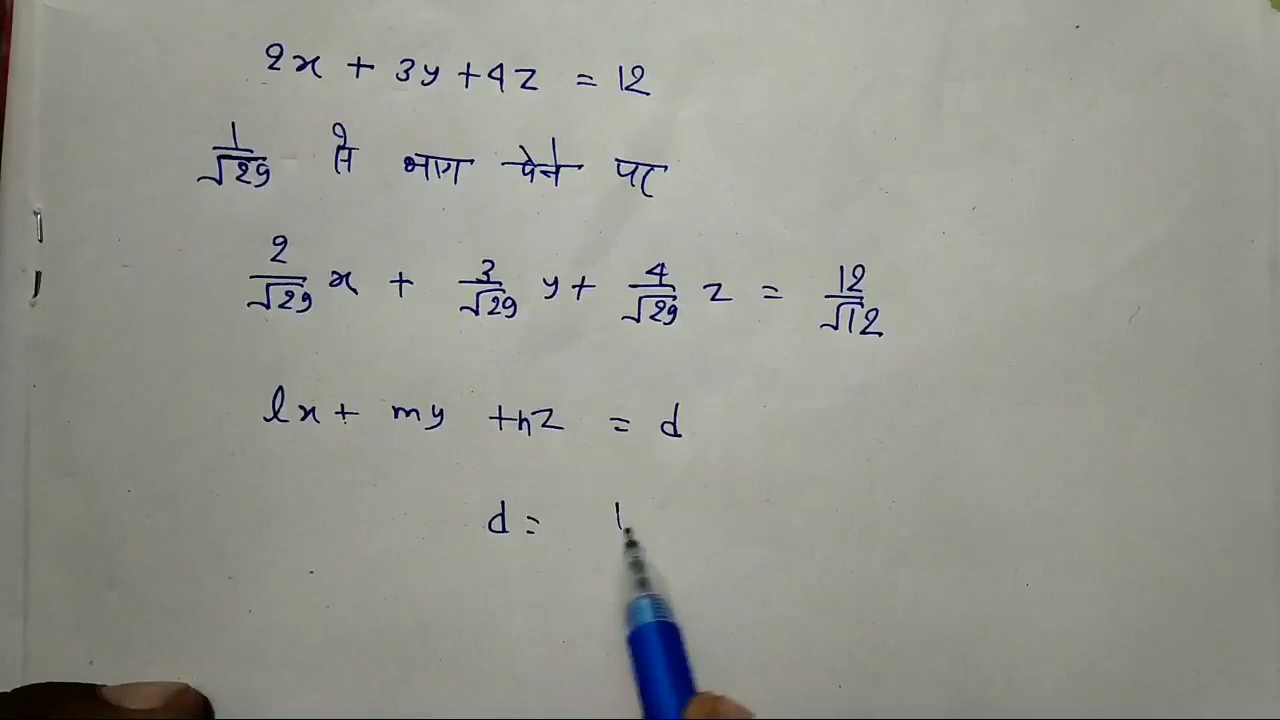 2x + 3y + 4z = 12
1/√29 से भाग देने पर
2/√29 x + 3/√29 y + 4/√29 z = 12/√12
lx + my + nz = d
d = 1